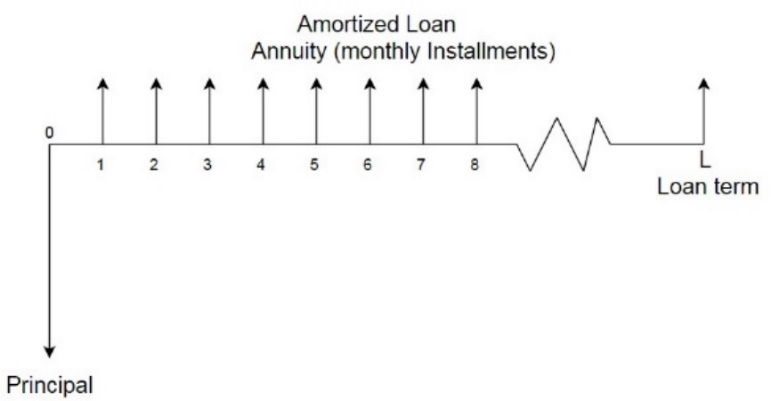 Amortized Loan
Annuity (monthly Installments)
0
1 2 3 4 5 6 7 8
L
Loan term
Principal